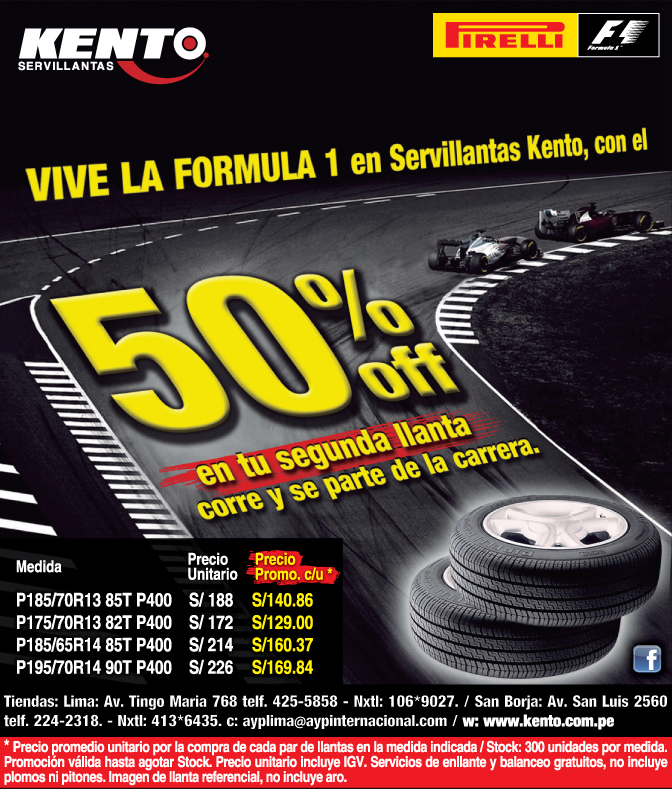 KENTO
SERVILLANTAS
PIRELLI
F1
Formula 1™
VIVE LA FORMULA 1 en Servillantas Kento, con el
50% off
en tu segunda llanta
corre y se parte de la carrera.
Medida Precio Unitario Precio Promo. c/u *
P185/70R13 85T P400 S/ 188 S/140.86
P175/70R13 82T P400 S/ 172 S/129.00
P185/65R14 85T P400 S/ 214 S/160.37
P195/70R14 90T P400 S/ 226 S/169.84
f
Tiendas: Lima: Av. Tingo Maria 768 telf. 425-5858 - Nxtl: 106*9027. / San Borja: Av. San Luis 2560
telf. 224-2318. - Nxtl: 413*6435. c: ayplima@aypinternacional.com / w: www.kento.com.pe
* Precio promedio unitario por la compra de cada par de llantas en la medida indicada / Stock: 300 unidades por medida.
Promoción válida hasta agotar Stock. Precio unitario incluye IGV. Servicios de enllante y balanceo gratuitos, no incluye
plomos ni pitones. Imagen de llanta referencial, no incluye aro.